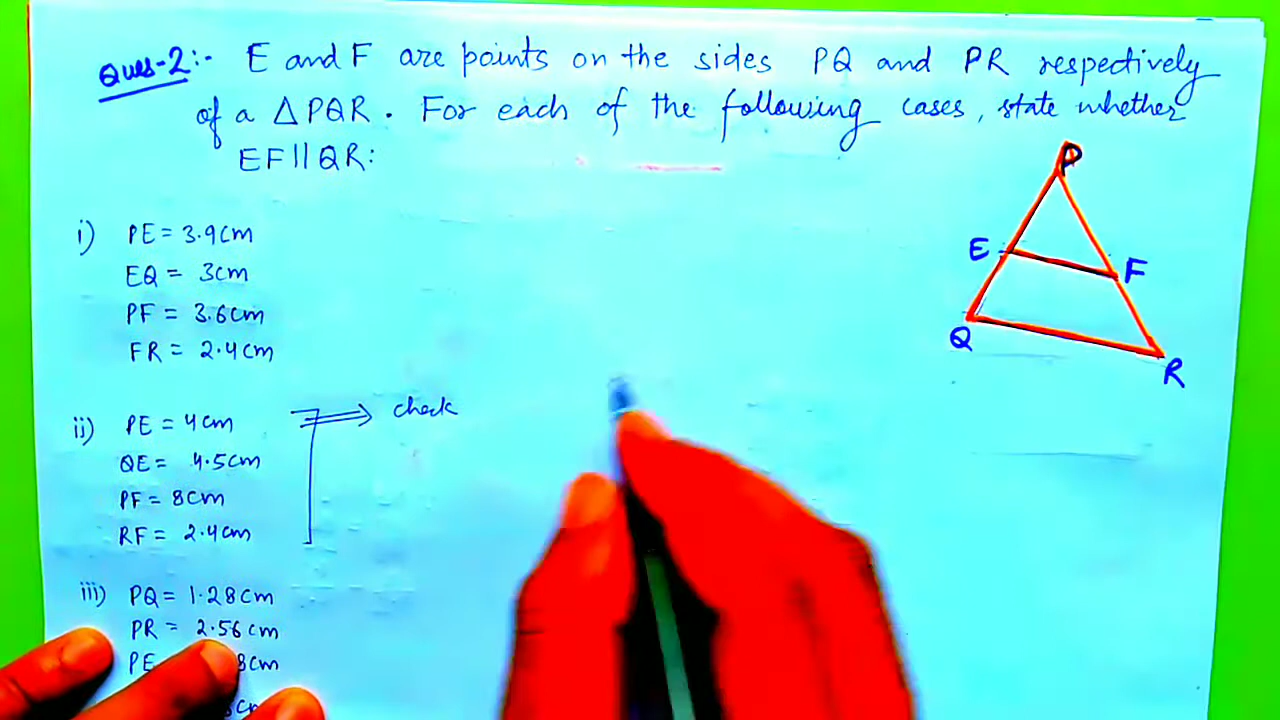 Ques-2:- E and F are points on the sides PQ and PR respectively
of a △PQR. For each of the following cases, state whether
EF||QR:
P
E
F
Q
R
i) PE = 3.9cm
EQ = 3cm
PF = 3.6cm
FR = 2.4cm
ii) PE = 4cm
QE = 4.5cm
PF = 8cm
RF = 2.4cm
check
iii) PQ = 1.28cm
PR = 2.56cm
PE 8cm